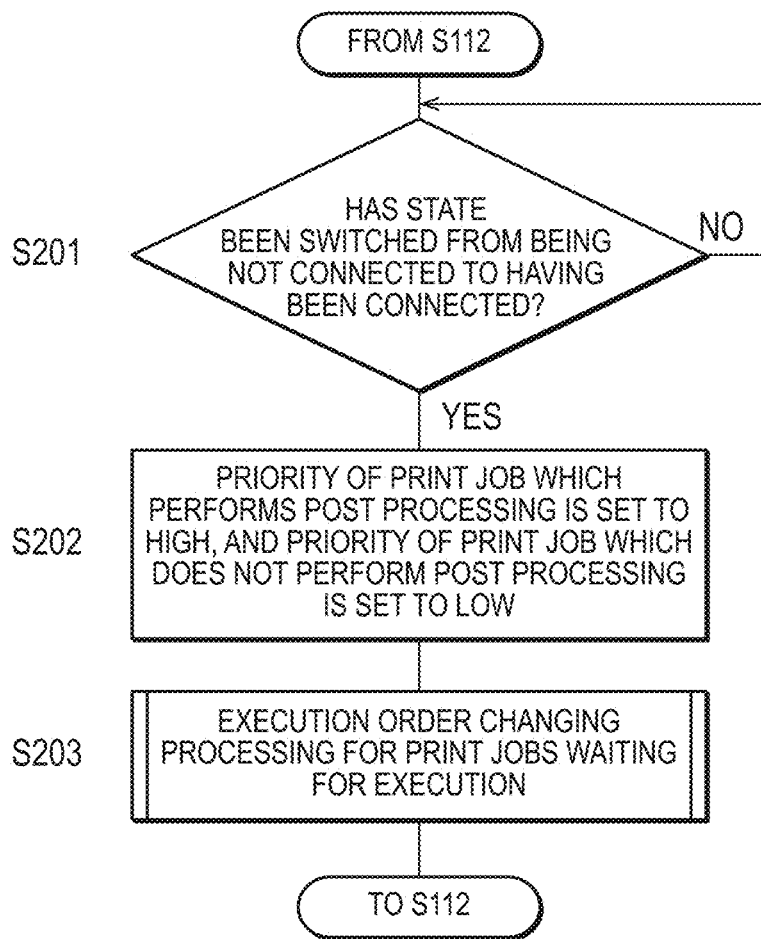 FROM S112
S201
HAS STATE
BEEN SWITCHED FROM BEING
NOT CONNECTED TO HAVING
BEEN CONNECTED?
NO
YES
S202
PRIORITY OF PRINT JOB WHICH
PERFORMS POST PROCESSING IS SET TO
HIGH, AND PRIORITY OF PRINT JOB WHICH
DOES NOT PERFORM POST PROCESSING
IS SET TO LOW
S203
EXECUTION ORDER CHANGING
PROCESSING FOR PRINT JOBS WAITING
FOR EXECUTION
TO S112